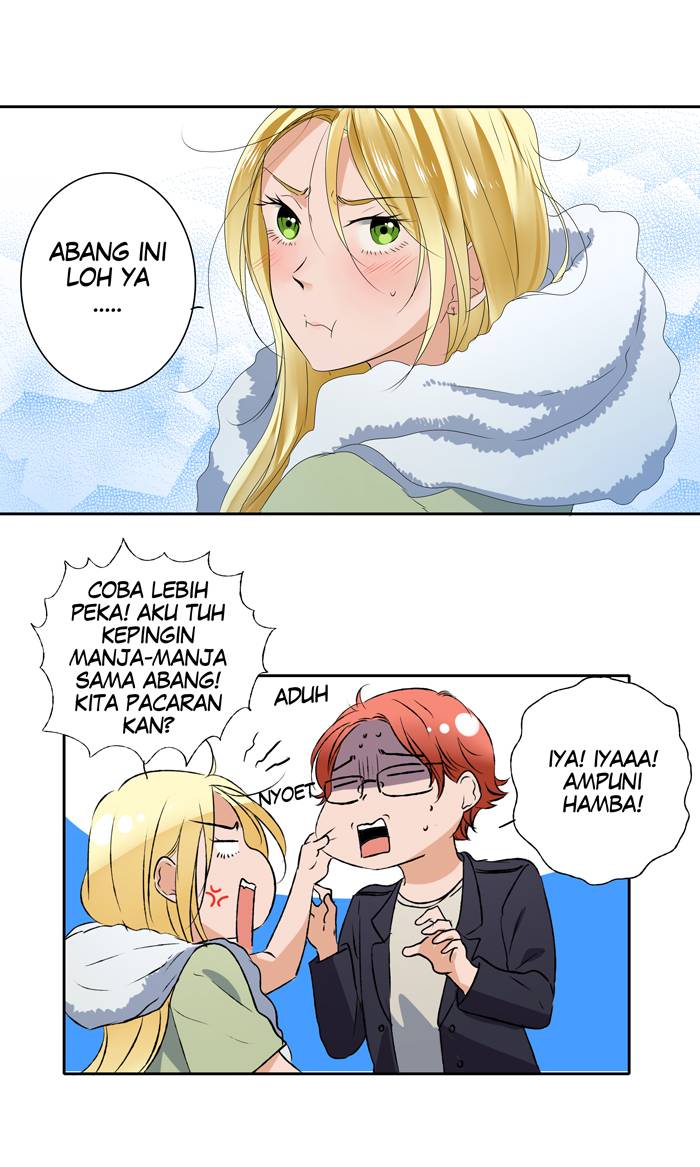 ABANG INI
LOH YA
.....
COBA LEBIH
PEKA! AKU TUH
KEPINGIN
MANJA-MANJA
SAMA ABANG!
KITA PACARAN
KAN?
ADUH
NYOET
IYA! IYAAA!
AMPUNI
HAMBA!